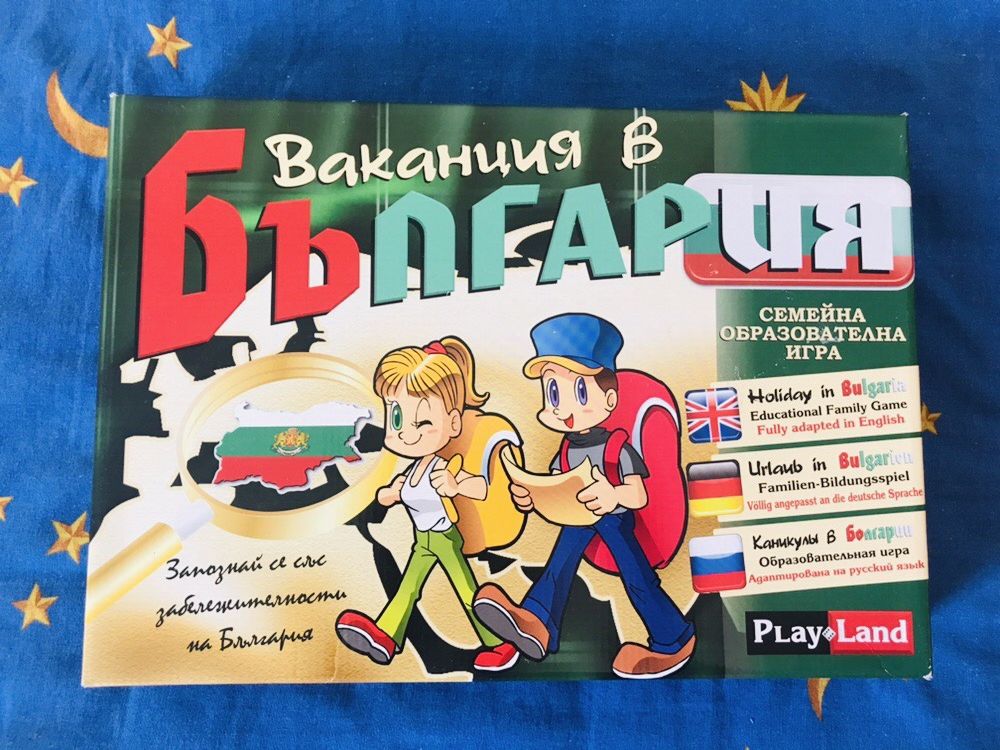 Ваканция в
България
СЕМЕЙНА
ОБРАЗОВАТЕЛНА
ИГРА
Holiday in Bulgaria
Educational Family Game
Fully adapted in English
Urlaub in Bulgarien
Familien-Bildungsspiel
Völlig angepasst an die deutsche Sprache
Каникулы в Болгарии
Образовательная игра
Адаптирована на русский язык
Запознай се със
забележителности
на България
Play Land